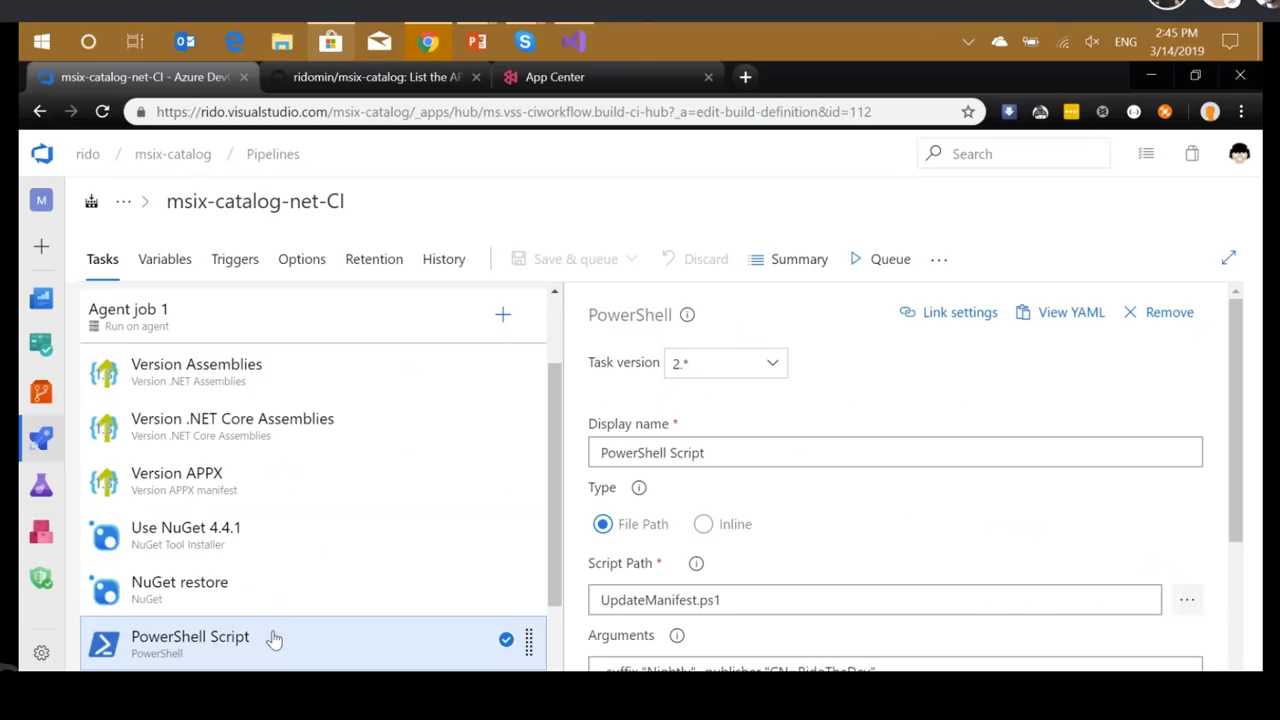 2:45 PM
ENG
3/14/2019
msix-catalog-net-CI - Azure Dev
ridomin/msix-catalog: List the AP
App Center
https://rido.visualstudio.com/msix-catalog/_apps/hub/ms.vss-ciworkflow.build-ci-hub?_a=edit-build-definition&id=112
rido / msix-catalog / Pipelines
Search
M
msix-catalog-net-CI
Tasks Variables Triggers Options Retention History
Save & queue Discard Summary Queue
Agent job 1
Run on agent
Version Assemblies
Version .NET Assemblies
Version .NET Core Assemblies
Version .NET Core Assemblies
Version APPX
Version APPX manifest
Use NuGet 4.4.1
NuGet Tool Installer
NuGet restore
NuGet
PowerShell Script
PowerShell
PowerShell
Link settings View YAML Remove
Task version 2.*
Display name *
PowerShell Script
Type
File Path Inline
Script Path *
UpdateManifest.ps1
Arguments
-suffix "Nightly" -publisher "CN=RidoTheDev"